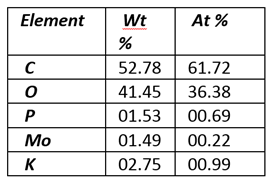 Element Wt % At %
C 52.78 61.72
O 41.45 36.38
P 01.53 00.69
Mo 01.49 00.22
K 02.75 00.99